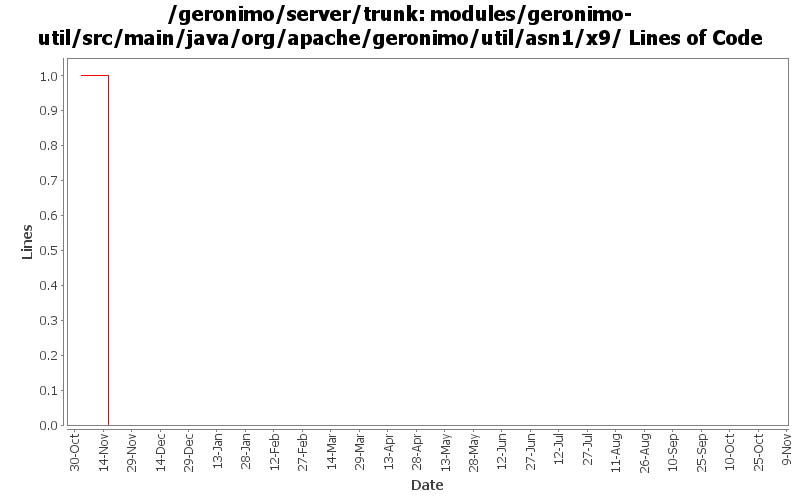 /geronimo/server/trunk: modules/geronimo-
util/src/main/java/org/apache/geronimo/util/asn1/x9/ Lines of Code
1.0
0.9
0.8
0.7
0.6
0.5
0.4
0.3
0.2
0.1
0.0
Lines
30-Oct
14-Nov
29-Nov
14-Dec
29-Dec
13-Jan
28-Jan
12-Feb
27-Feb
14-Mar
29-Mar
13-Apr
28-Apr
13-May
28-May
12-Jun
27-Jun
12-Jul
27-Jul
11-Aug
26-Aug
10-Sep
25-Sep
10-Oct
25-Oct
9-Nov
Date